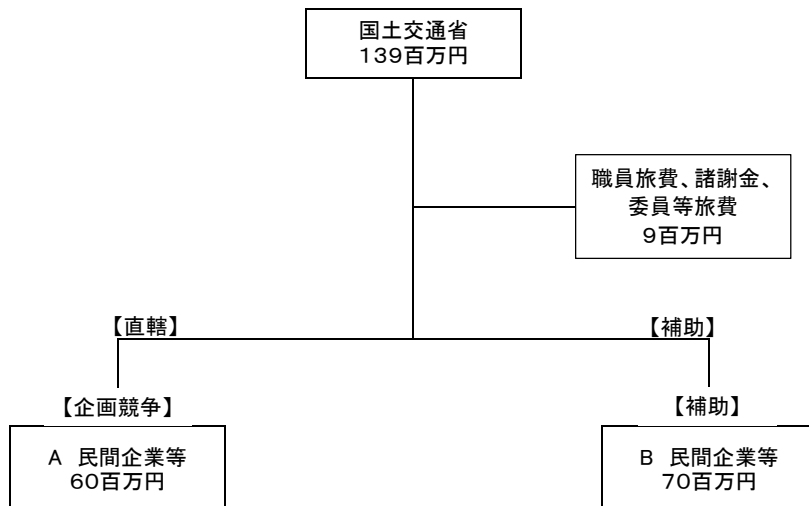 国土交通省
139百万円
職員旅費、諸謝金、
委員等旅費
9百万円
【直轄】
【補助】
【企画競争】
【補助】
A 民間企業等
60百万円
B 民間企業等
70百万円